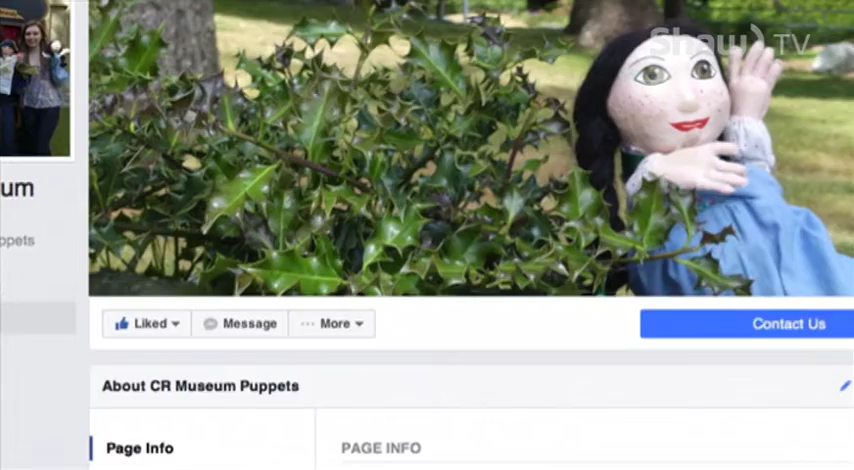 Shaw) TV
um
ppets
Liked
Message
More
Contact Us
About CR Museum Puppets
Page Info
PAGE INFO